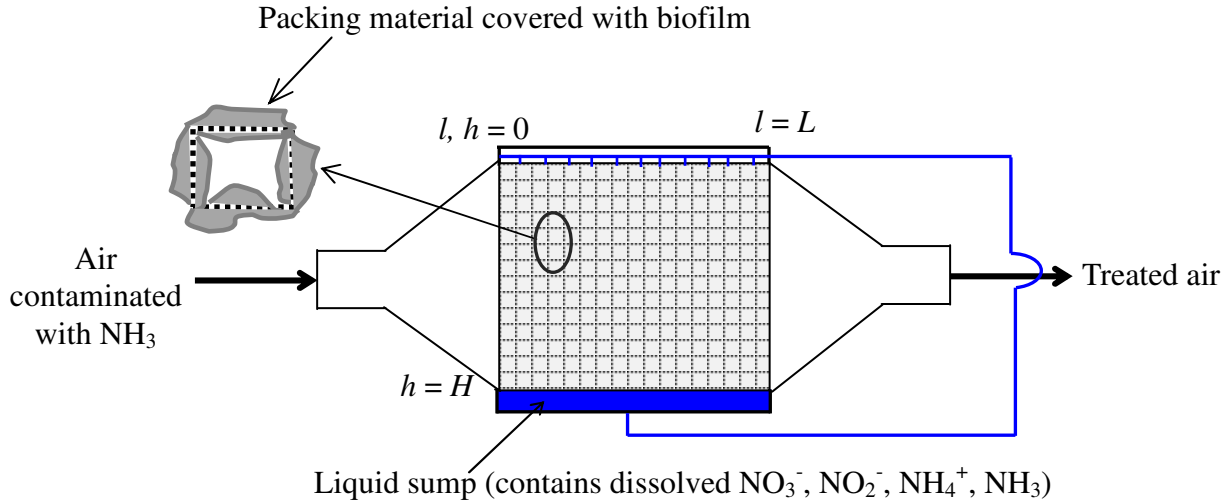 Packing material covered with biofilm
l, h = 0
l = L
Air
contaminated
with NH₃
Treated air
h = H
Liquid sump (contains dissolved NO₃⁻, NO₂⁻, NH₄⁺, NH₃)